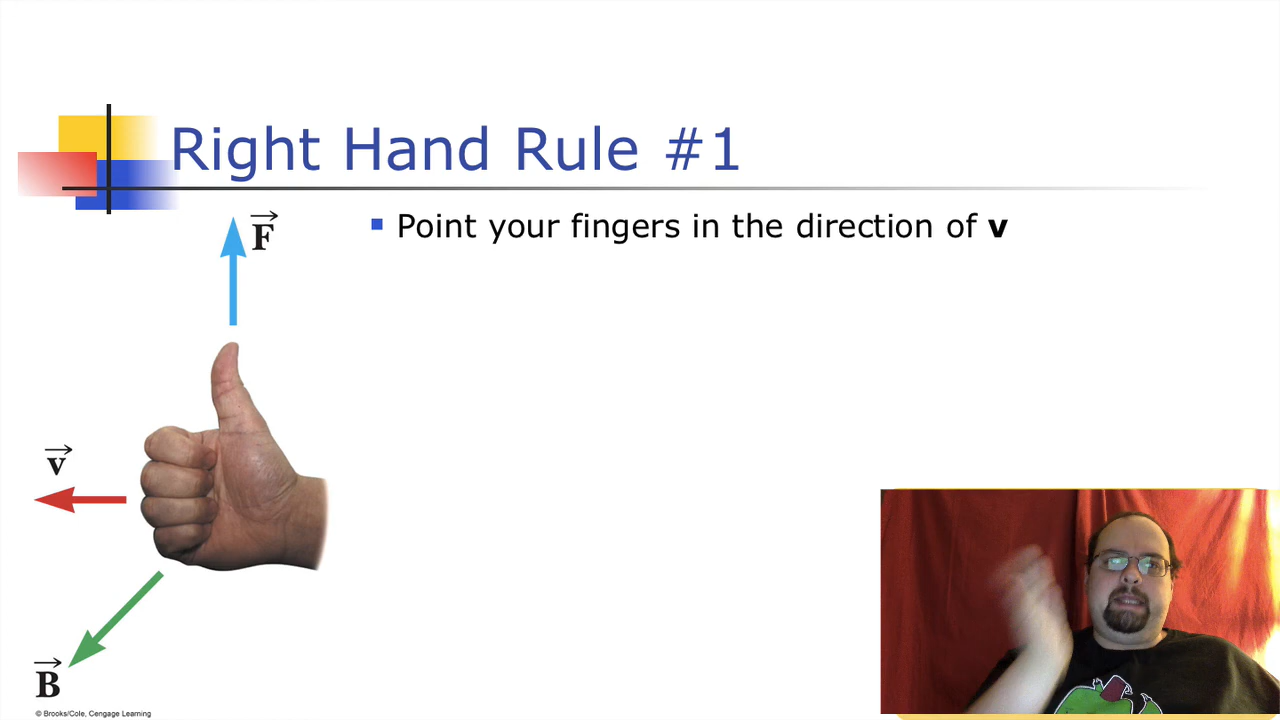 Right Hand Rule #1
F
Point your fingers in the direction of v
v
B
© Brooks/Cole, Cengage Learning